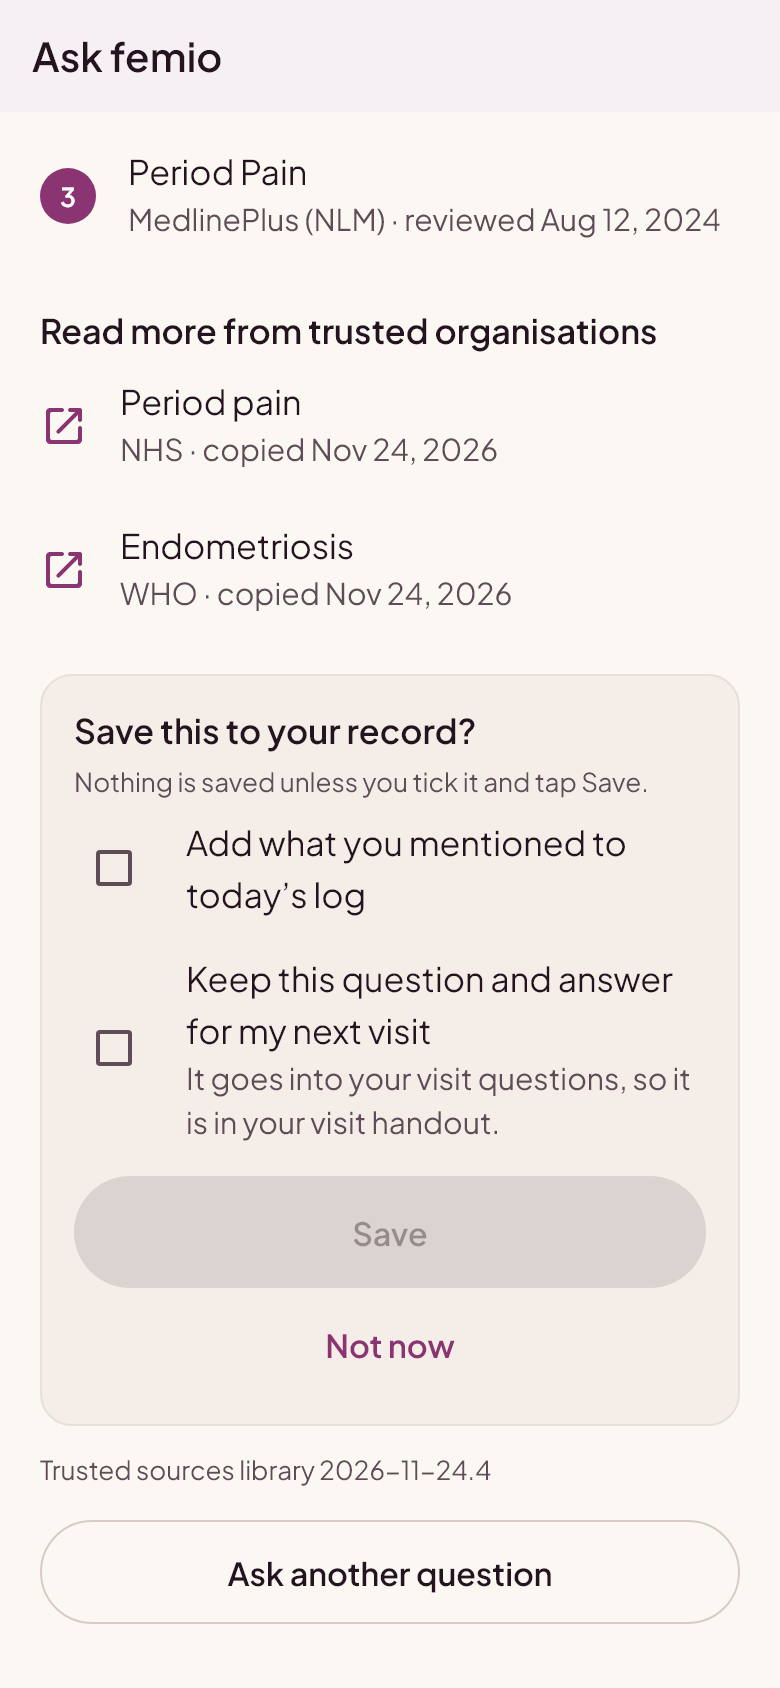 Ask femio
3
Period Pain
MedlinePlus (NLM) · reviewed Aug 12, 2024
Read more from trusted organisations
Period pain
NHS · copied Nov 24, 2026
Endometriosis
WHO · copied Nov 24, 2026
Save this to your record?
Nothing is saved unless you tick it and tap Save.
Add what you mentioned to
today’s log
Keep this question and answer
for my next visit
It goes into your visit questions, so it
is in your visit handout.
Save
Not now
Trusted sources library 2026-11-24.4
Ask another question